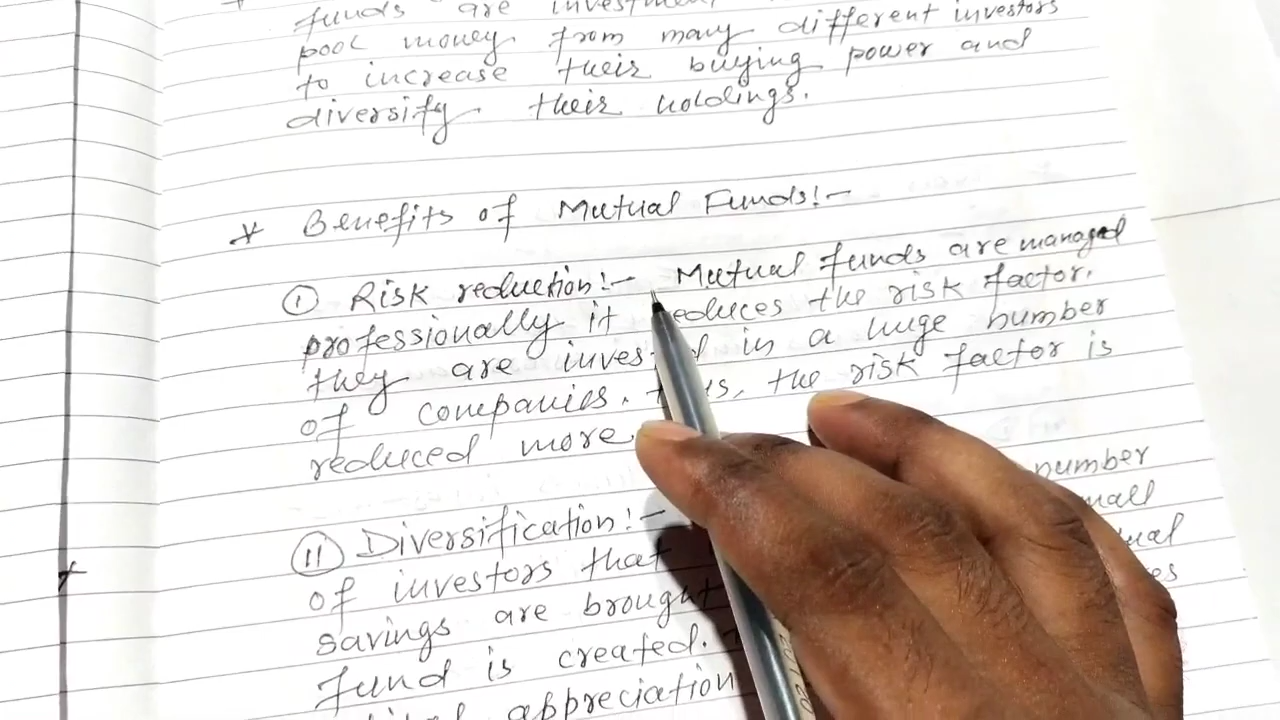 funds are investment
pool money from many different investors
to increase their buying power and
diversify their holdings.
* Benefits of Mutual Funds:-
I Risk reduction:- Mutual funds are managed
professionally it reduces the risk factor.
they are invested in a huge number
of companies. thus, the risk factor is
reduced more.
II Diversification:- number
of investors that small
savings are brought
fund is created.
appreciation